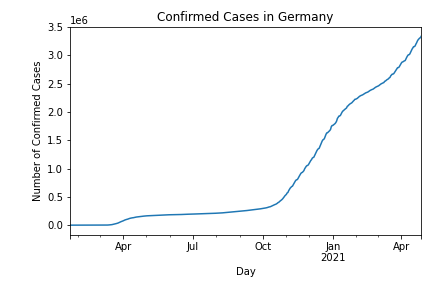 Confirmed Cases in Germany
1e6
3.5
3.0
2.5
2.0
1.5
1.0
0.5
0.0
Number of Confirmed Cases
Apr
Jul
Oct
Jan
2021
Apr
Day